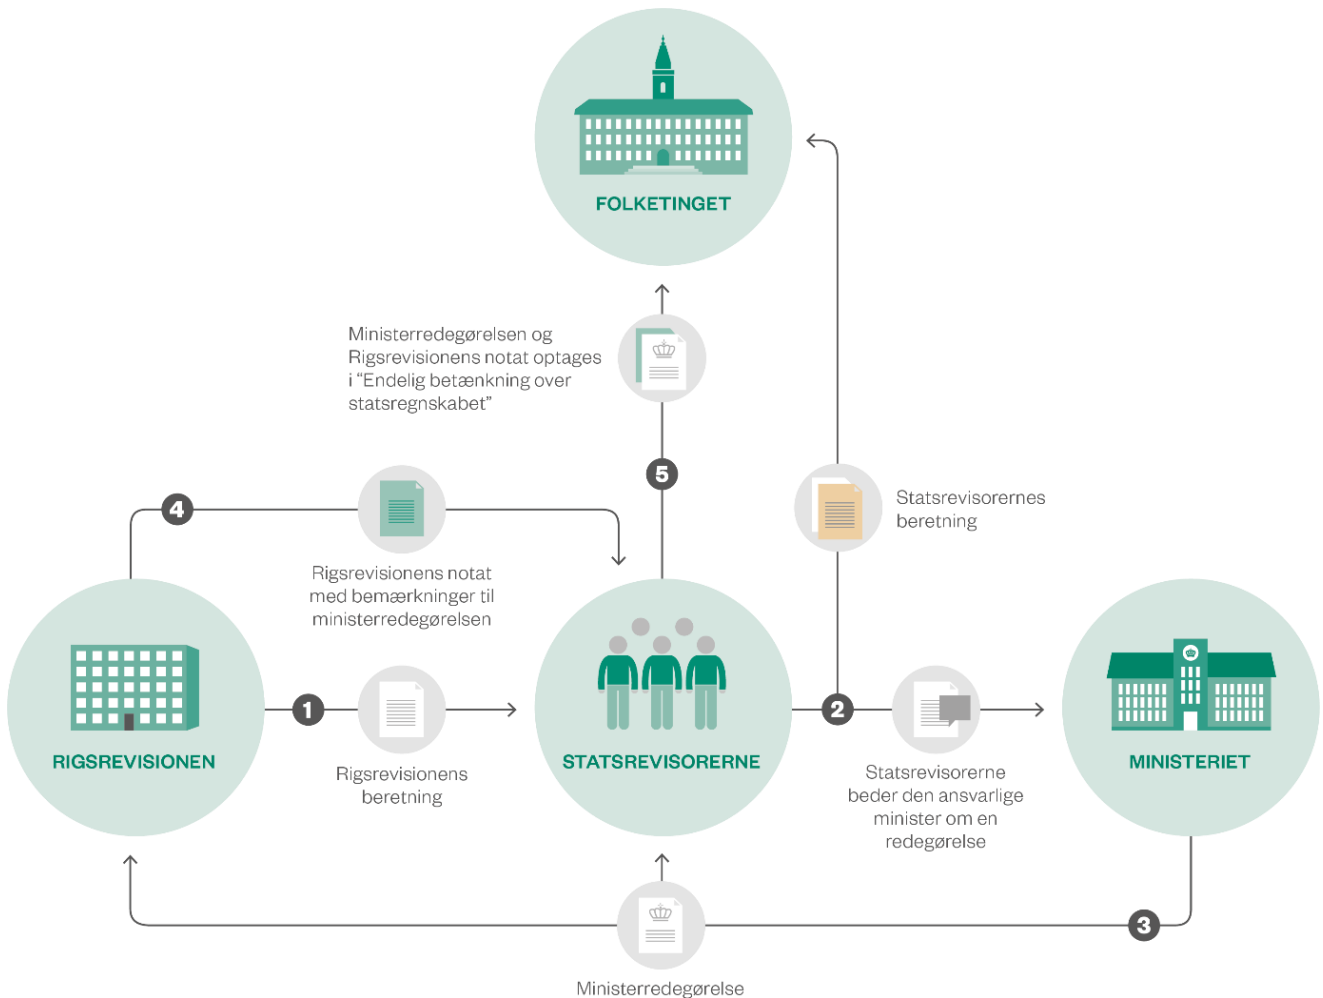 FOLKETINGET
Ministerredegørelsen og
Rigsrevisionens notat optages
i “Endelig betænkning over
statsregnskabet”
5
4
Statsrevisorernes
beretning
Rigsrevisionens notat
med bemærkninger til
ministerredegørelsen
1
2
RIGSREVISIONEN
STATSREVISORERNE
MINISTERIET
Rigsrevisionens
beretning
Statsrevisorerne
beder den ansvarlige
minister om en
redegørelse
3
Ministerredegørelse